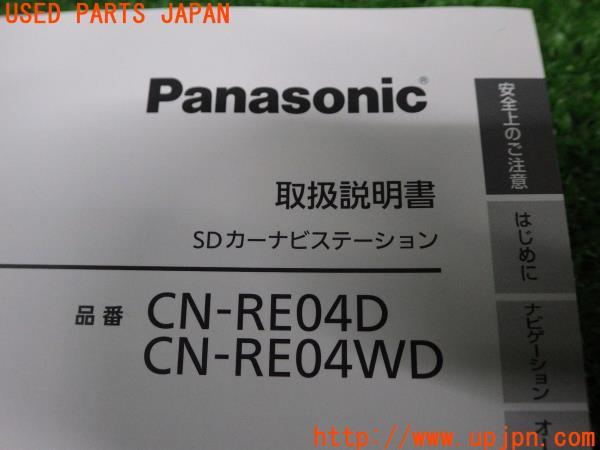 USED PARTS JAPAN
Panasonic®
取扱説明書
SDカーナビステーション
品番 CN-RE04D
CN-RE04WD
安全上のご注意
はじめに
ナビゲーション
オー
http://www.upjpn.com/